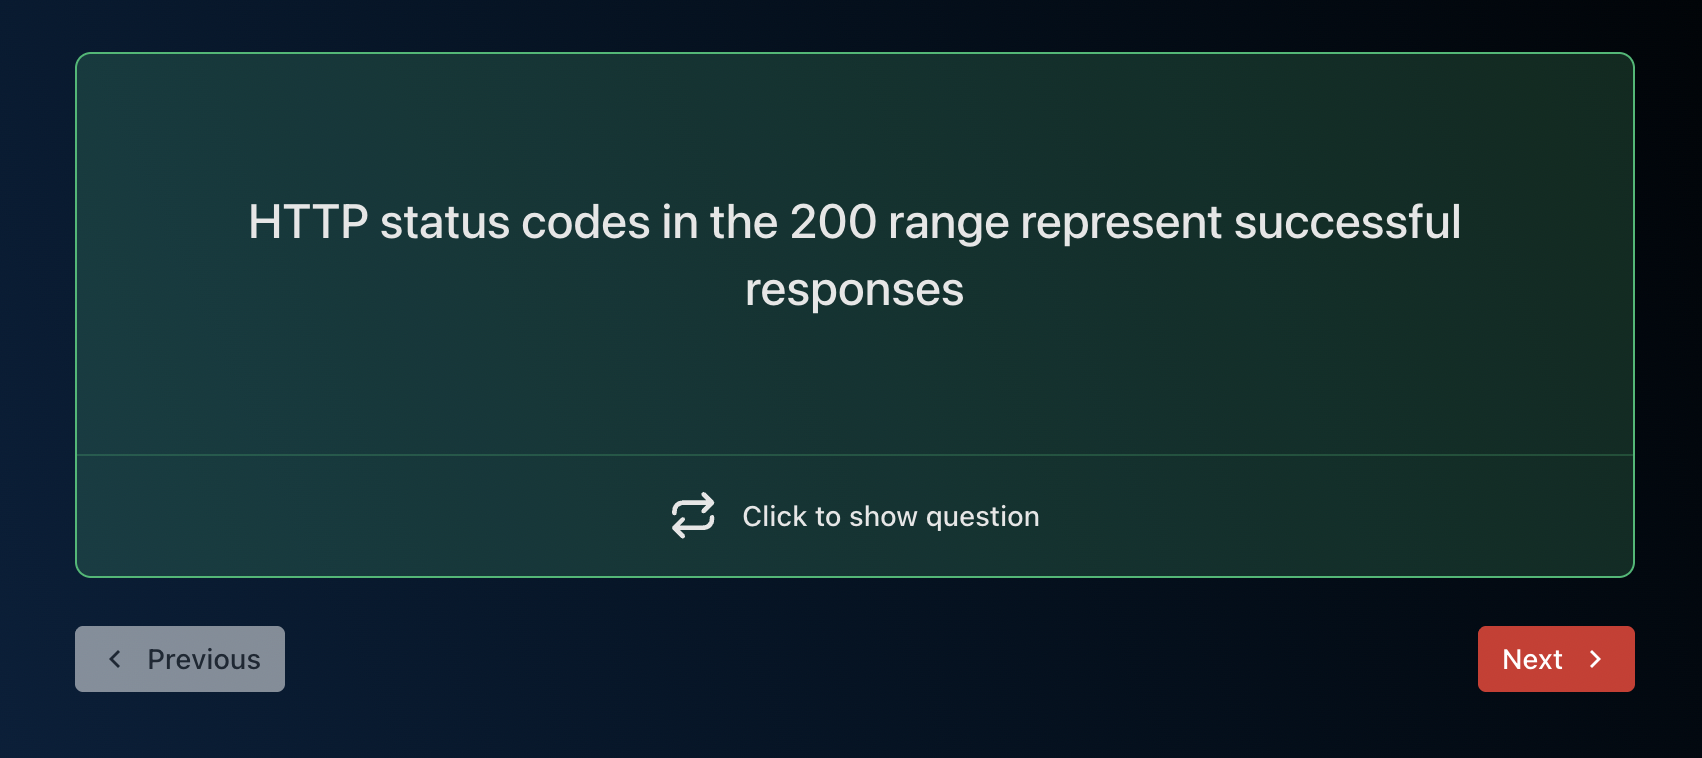 HTTP status codes in the 200 range represent successful
responses
Click to show question
Previous
Next